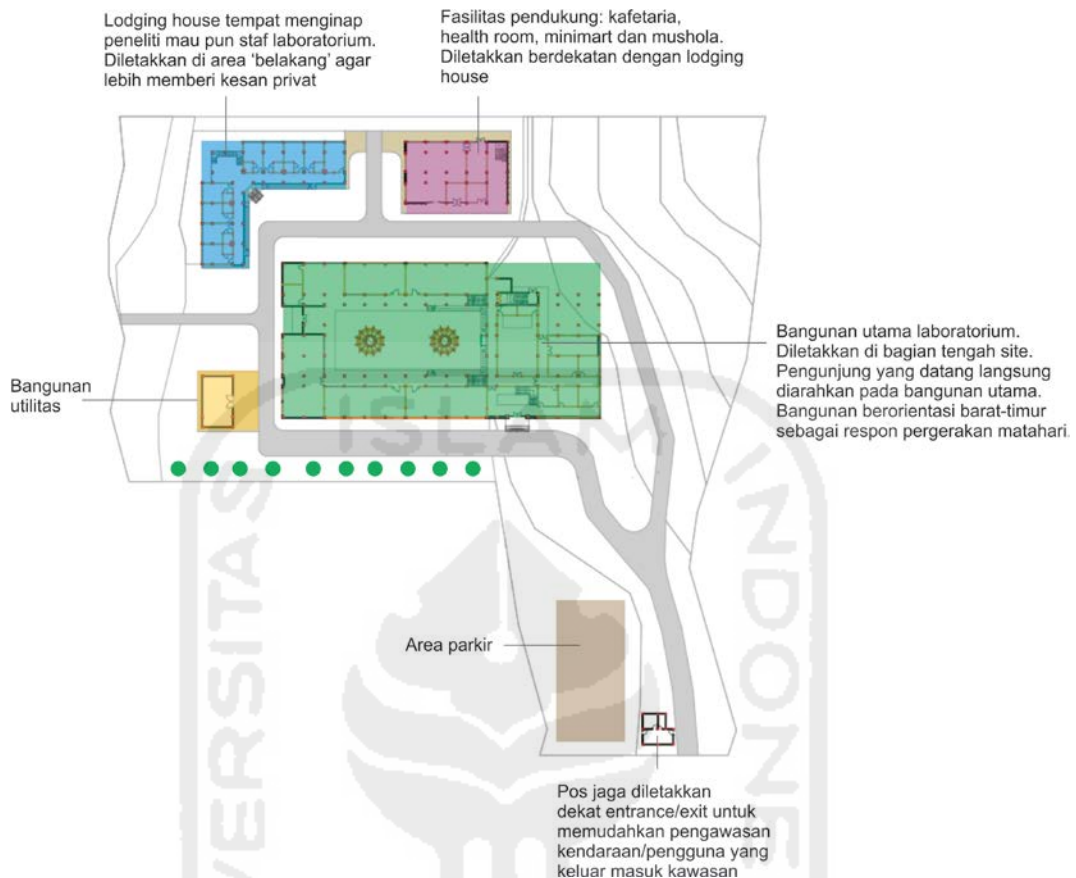 Lodging house tempat menginap
peneliti mau pun staf laboratorium.
Diletakkan di area ‘belakang’ agar
lebih memberi kesan privat
Fasilitas pendukung: kafetaria,
health room, minimart dan mushola.
Diletakkan berdekatan dengan lodging
house
Bangunan utama laboratorium.
Diletakkan di bagian tengah site.
Pengunjung yang datang langsung
diarahkan pada bangunan utama.
Bangunan berorientasi barat-timur
sebagai respon pergerakan matahari.
Bangunan
utilitas
ISLAM
UNIVERSITAS
INDONE
Area parkir
Pos jaga diletakkan
dekat entrance/exit untuk
memudahkan pengawasan
kendaraan/pengguna yang
keluar masuk kawasan